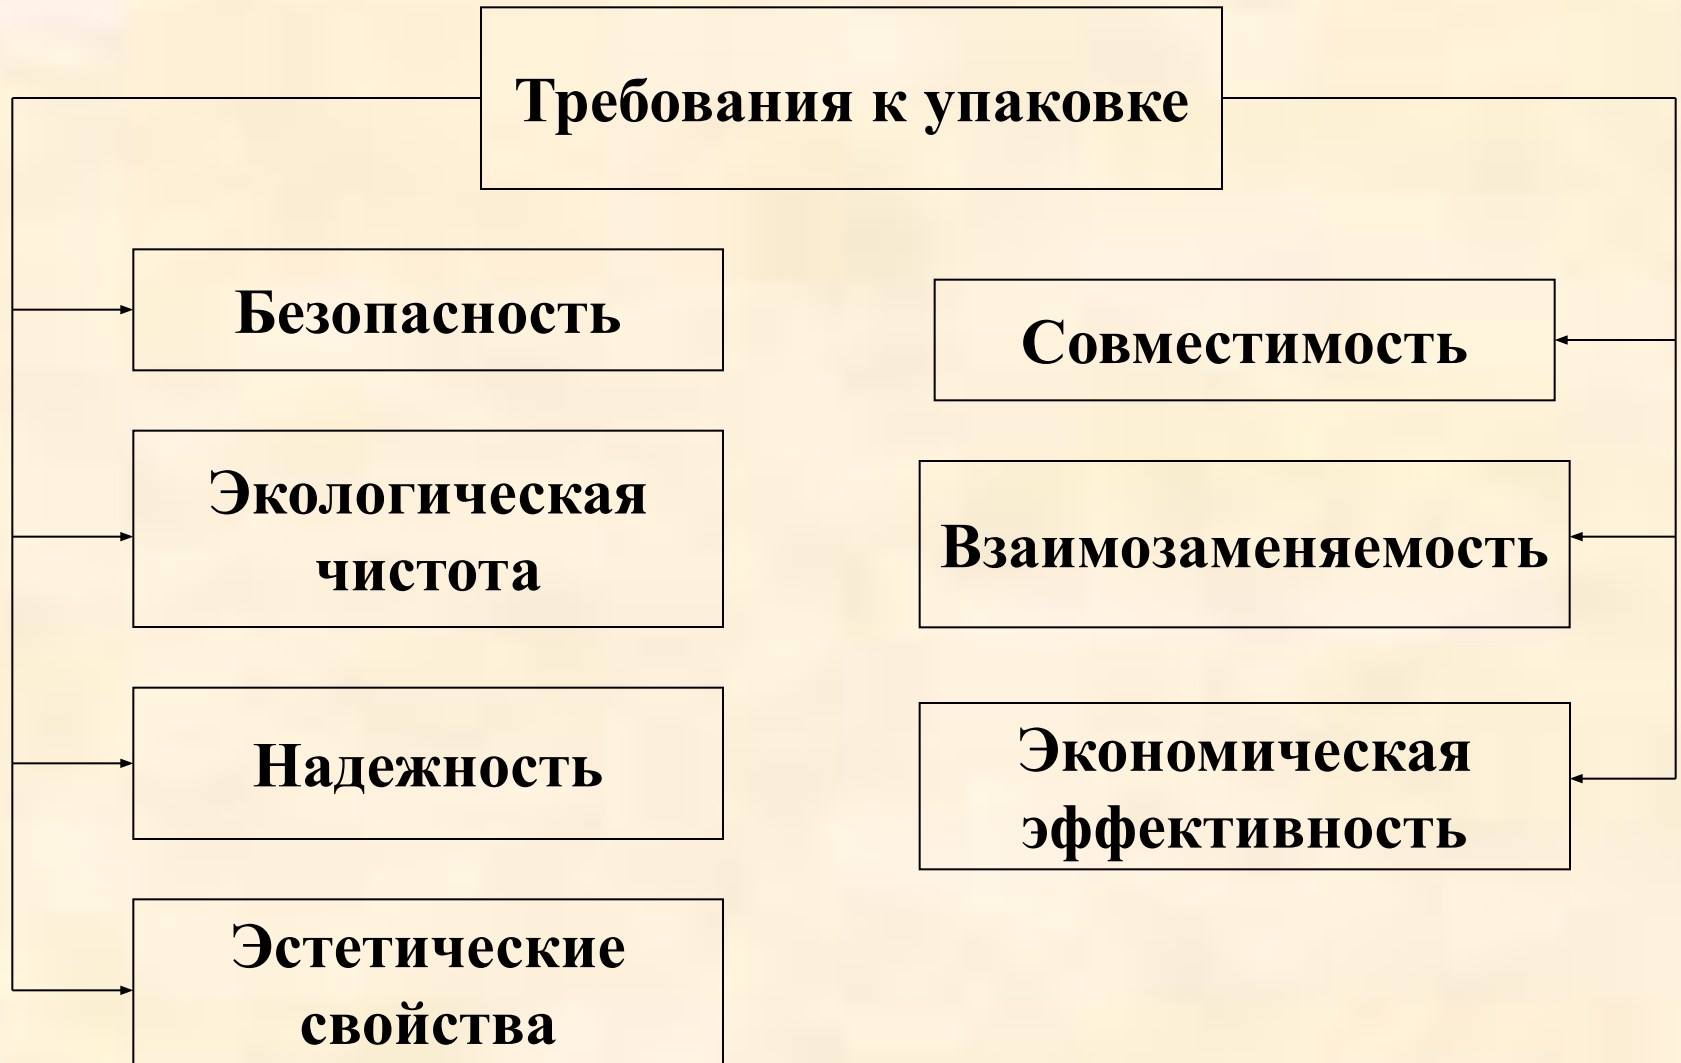 Требования к упаковке
Безопасность
Экологическая
чистота
Надежность
Эстетические
свойства
Совместимость
Взаимозаменяемость
Экономическая
эффективность